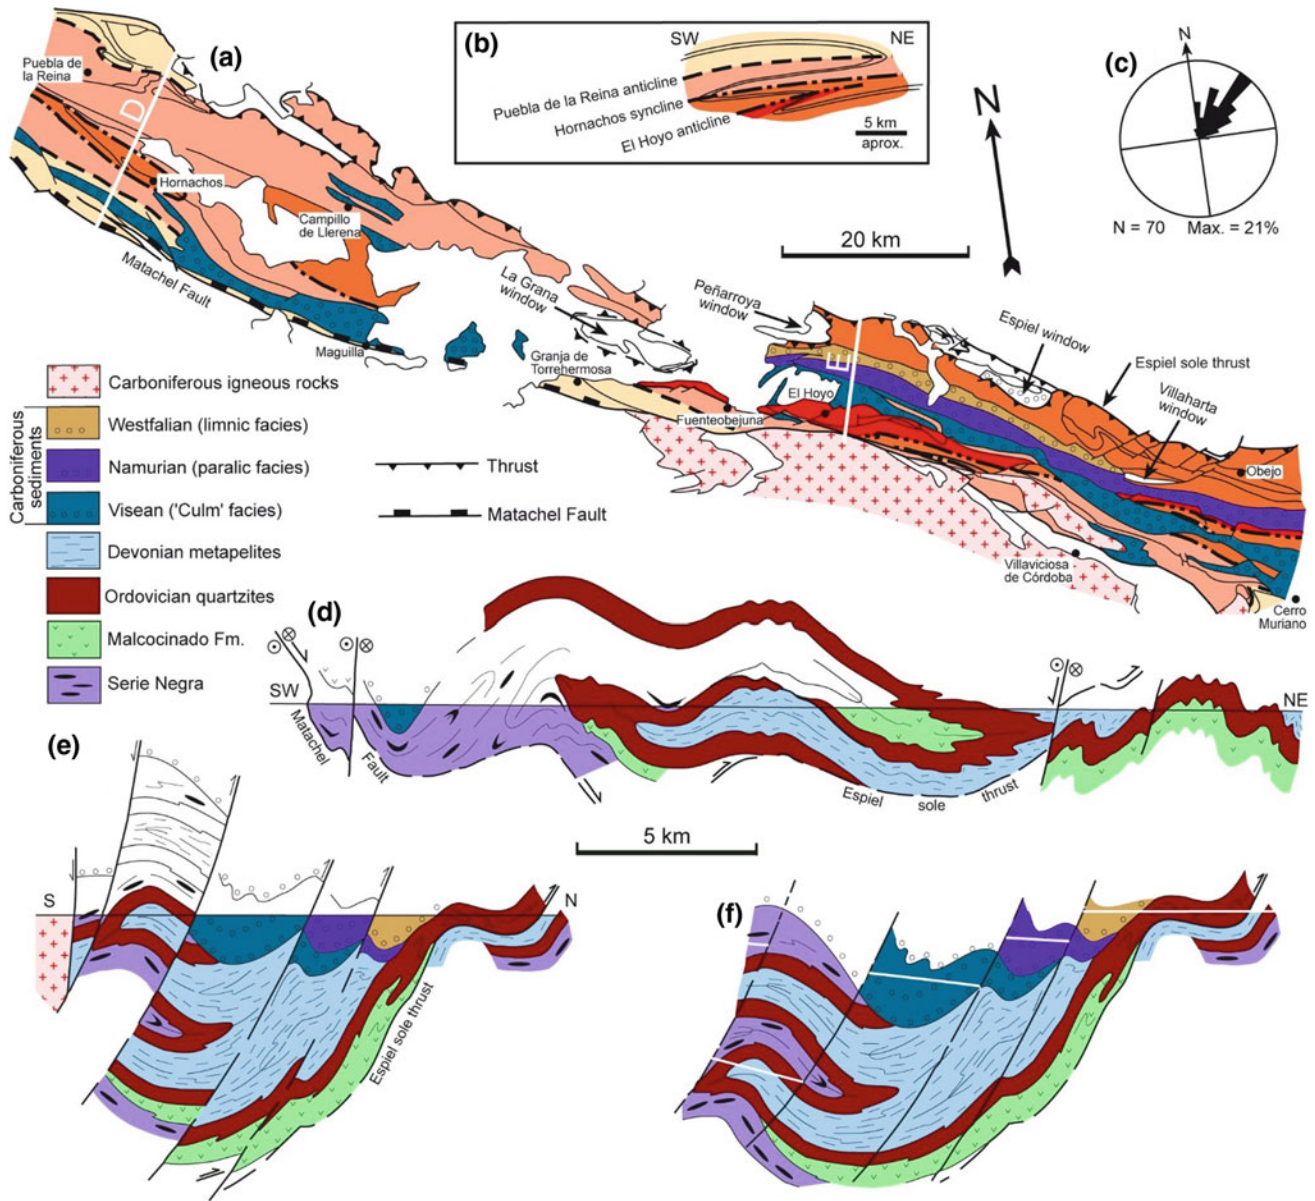 (a)
Puebla de
la Reina
D
Hornachos
Campillo
de Llerena
Matachel Fault
Maguilla
La Grana
window
Granja de
Torrehermosa
Fuenteobejuna
Peñarroya
window
E
El Hoyo
Espiel window
Espiel sole thrust
Villaharta
window
Obejo
Villaviciosa
de Córdoba
Cerro
Muriano
N
20 km
(b)
SW
NE
Puebla de la Reina anticline
Hornachos syncline
El Hoyo anticline
5 km
aprox.
(c)
N
N = 70 Max. = 21%
Carboniferous igneous rocks
Carboniferous
sediments
Westfalian (limnic facies)
Namurian (paralic facies)
Visean ('Culm' facies)
Devonian metapelites
Ordovician quartzites
Malcocinado Fm.
Serie Negra
Thrust
Matachel Fault
(d)
SW
NE
Matachel
Fault
Espiel sole thrust
5 km
(e)
S
N
Espiel sole thrust
(f)